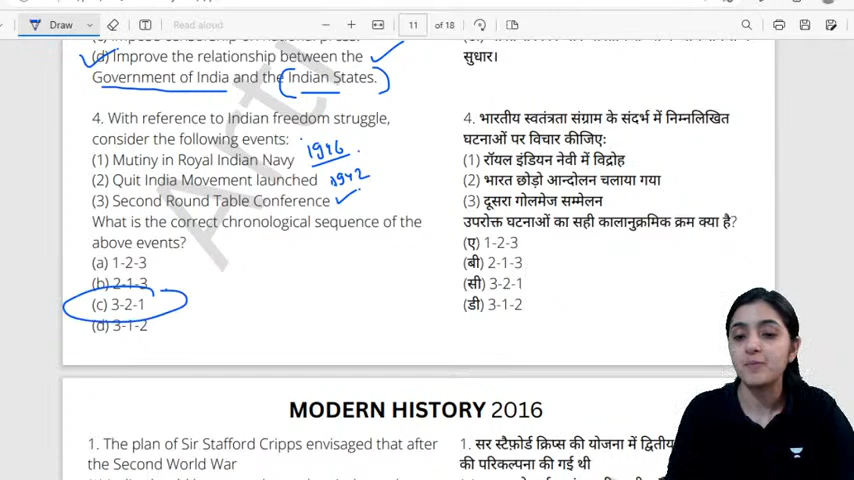 Draw
Read aloud
11
of 18
(d) Improve the relationship between the
Government of India and the Indian States.
सुधार।
4. With reference to Indian freedom struggle,
consider the following events:
(1) Mutiny in Royal Indian Navy 1946
(2) Quit India Movement launched 1942
(3) Second Round Table Conference
What is the correct chronological sequence of the
above events?
(a) 1-2-3
(b) 2-1-3
(c) 3-2-1
(d) 3-1-2
4. भारतीय स्वतंत्रता संग्राम के संदर्भ में निम्नलिखित
घटनाओं पर विचार कीजिए:
(1) रॉयल इंडियन नेवी में विद्रोह
(2) भारत छोड़ो आन्दोलन चलाया गया
(3) दूसरा गोलमेज सम्मेलन
उपरोक्त घटनाओं का सही कालानुक्रमिक क्रम क्या है?
(ए) 1-2-3
(बी) 2-1-3
(सी) 3-2-1
(डी) 3-1-2
MODERN HISTORY 2016
1. The plan of Sir Stafford Cripps envisaged that after
the Second World War
1. सर स्टैफ़ोर्ड क्रिप्स की योजना में द्वितीय
की परिकल्पना की गई थी